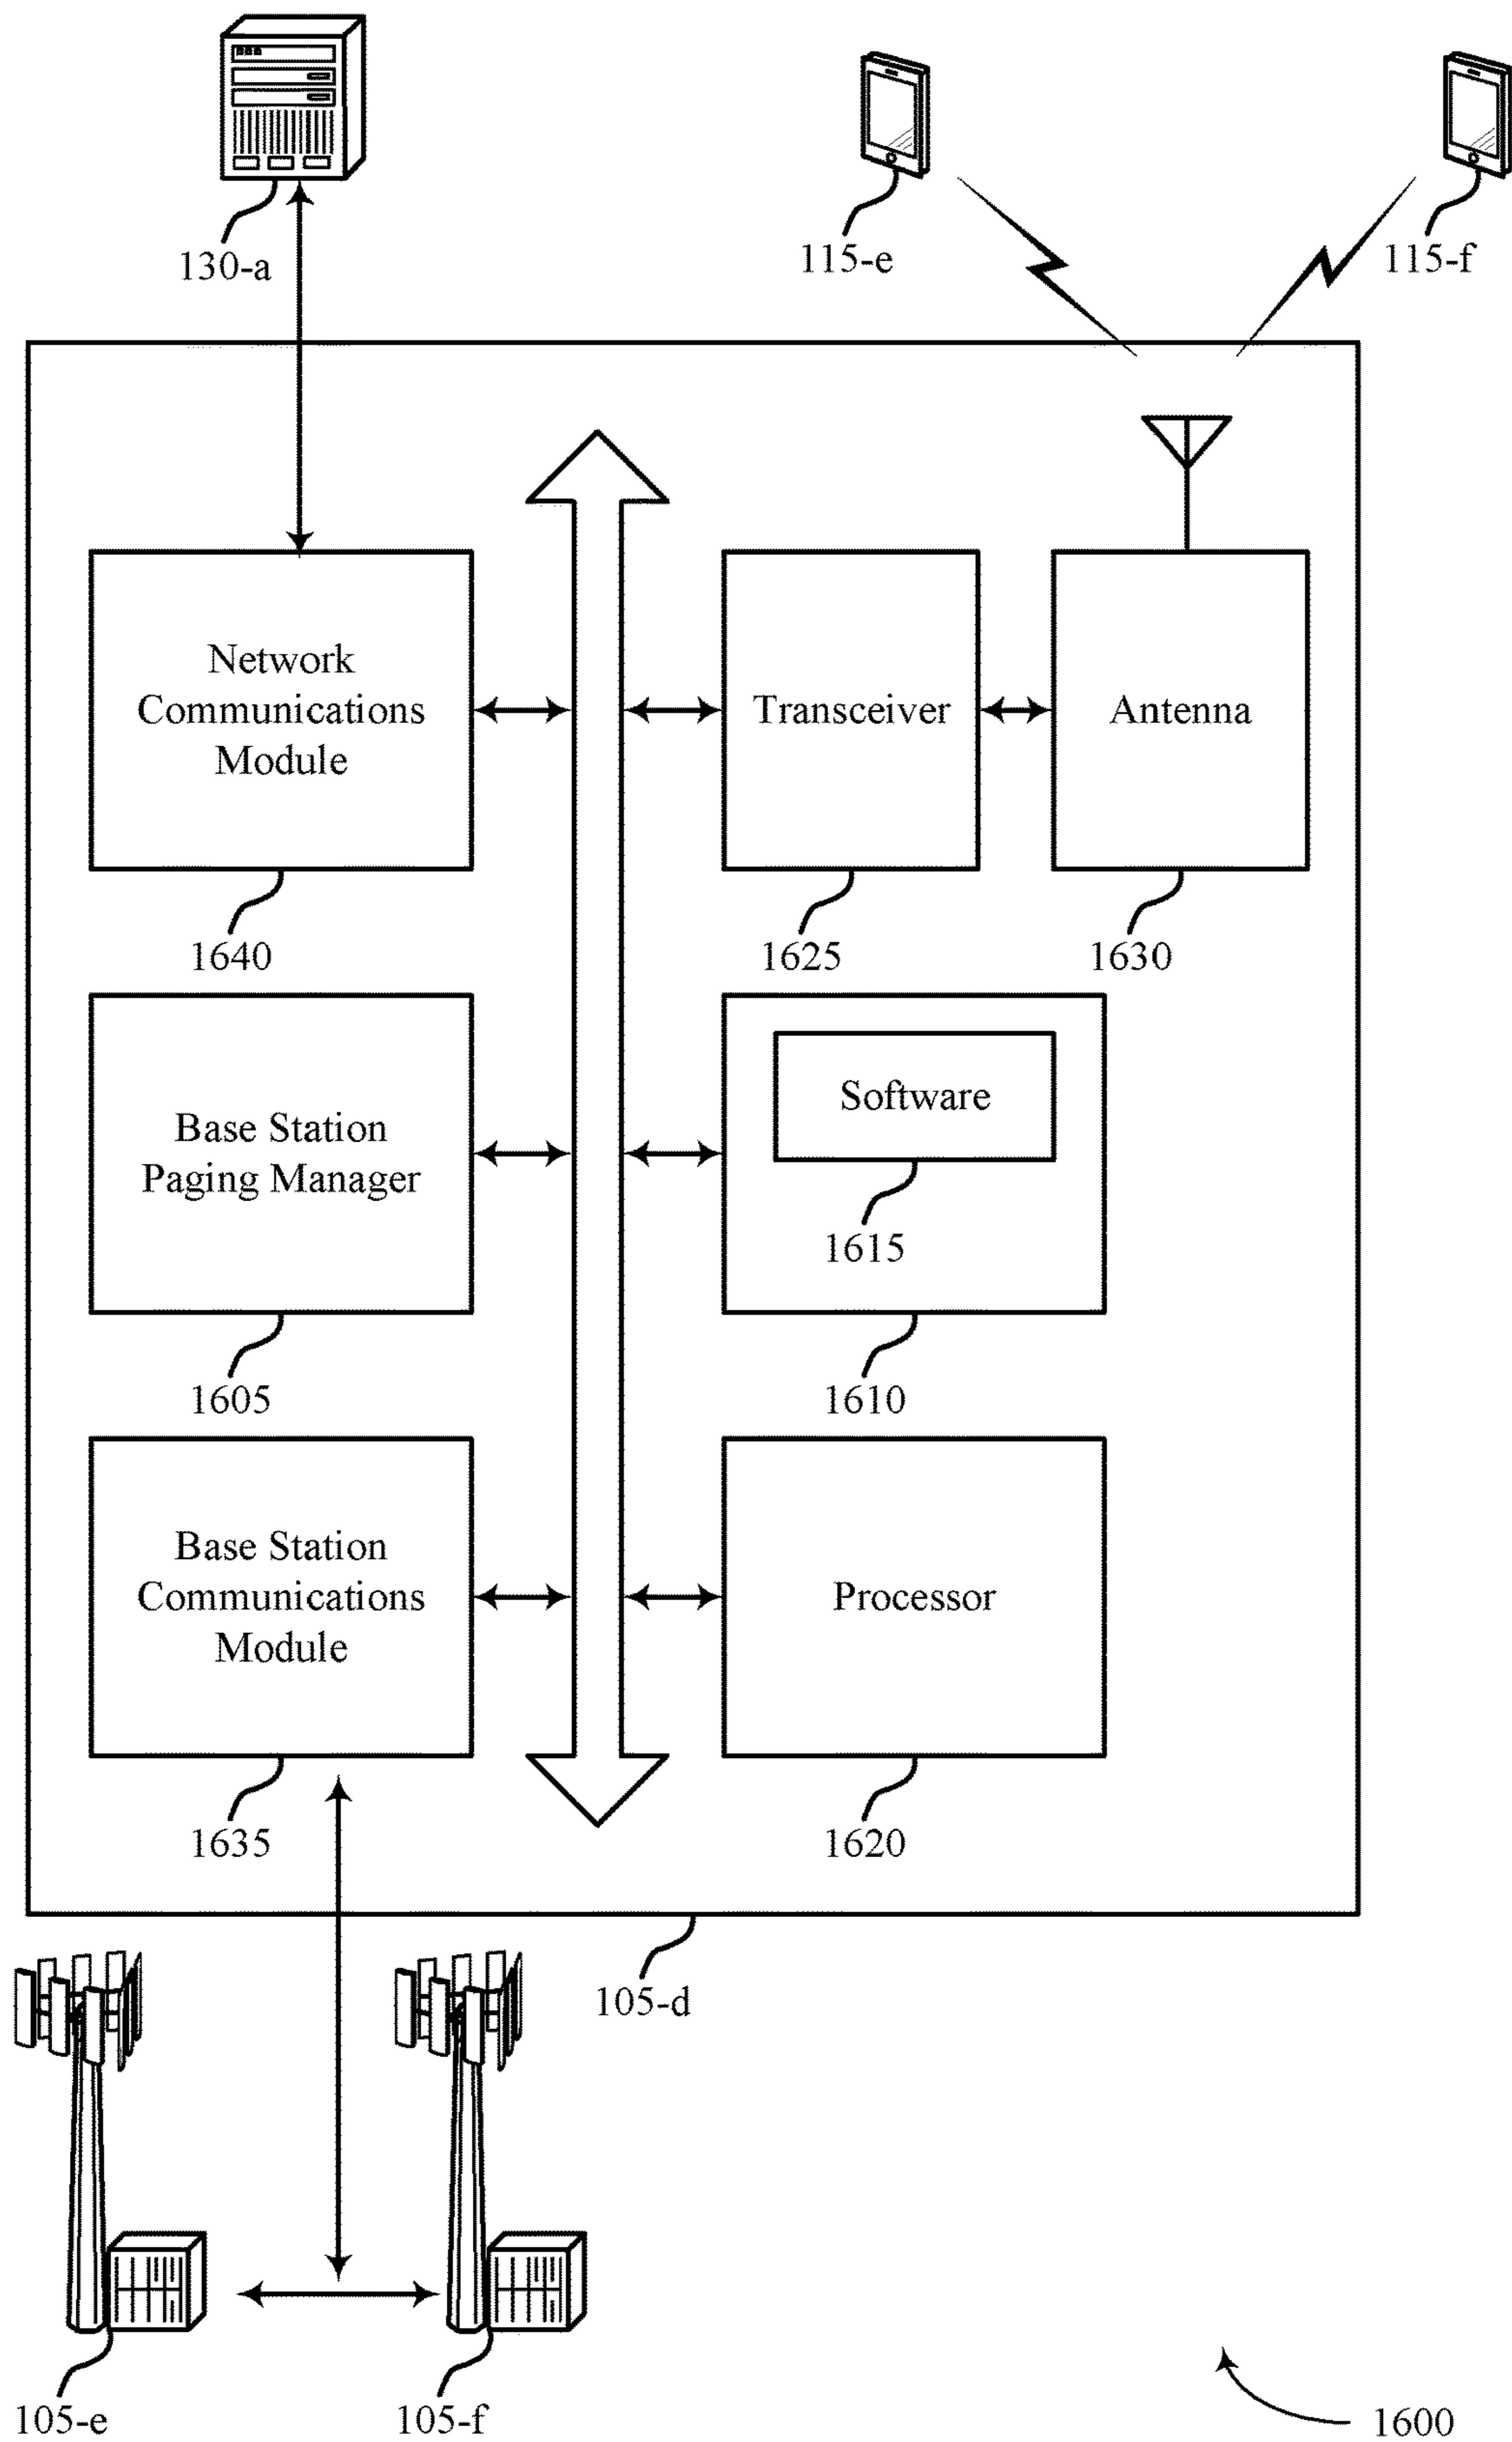 130-a
115-e
115-f
Network
Communications
Module
Transceiver
Antenna
1640
1625
1630
Base Station
Paging Manager
Software
1615
1605
1610
Base Station
Communications
Module
Processor
1635
1620
105-d
105-e
105-f
1600